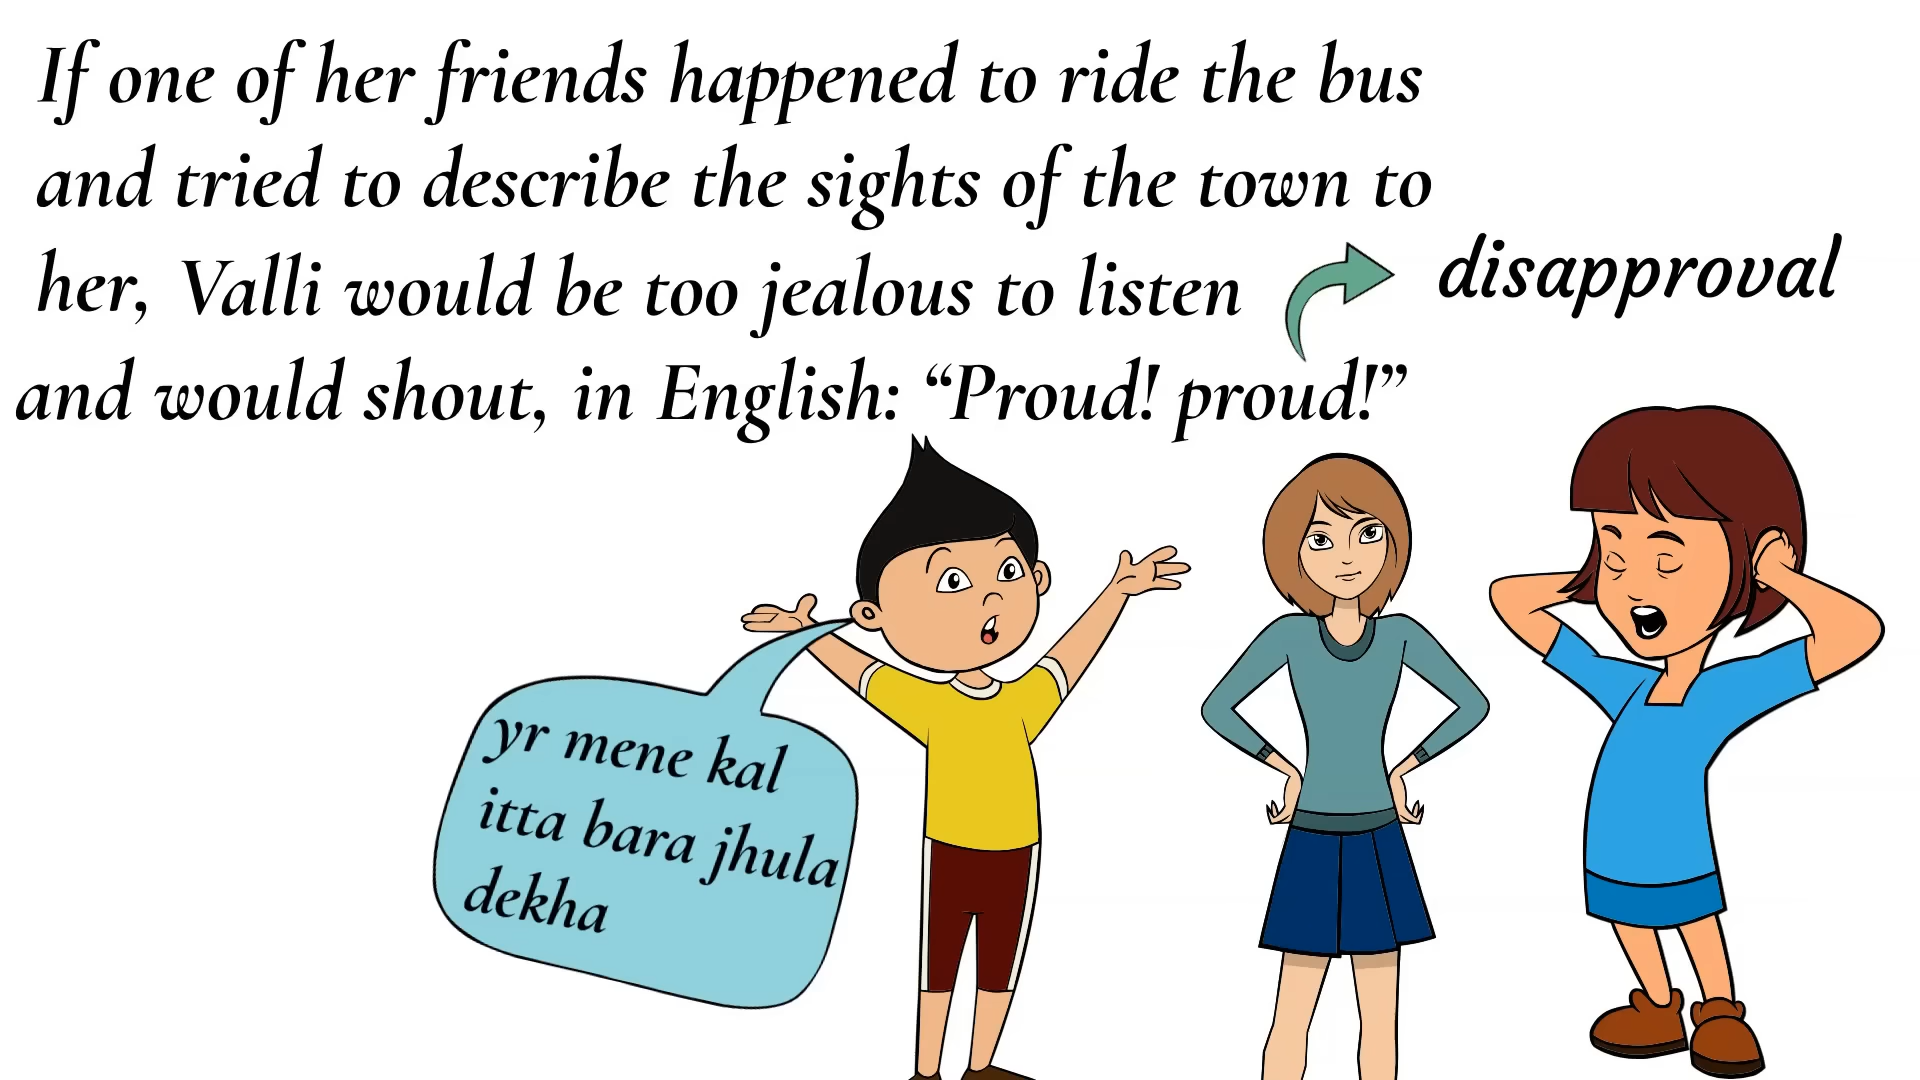 If one of her friends happened to ride the bus
and tried to describe the sights of the town to
her, Valli would be too jealous to listen
disapproval
and would shout, in English: “Proud! proud!”
yr mene kal
itta bara jhula
dekha